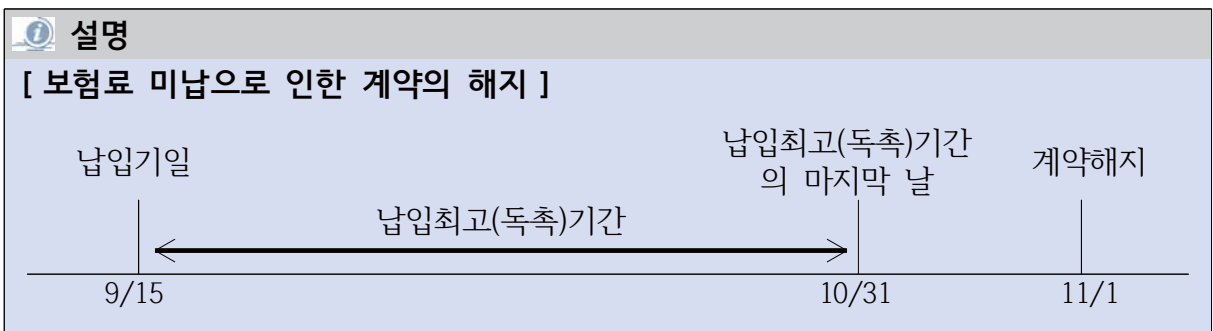 설명
[ 보험료 미납으로 인한 계약의 해지 ]
납입기일
납입최고(독촉)기간
의 마지막 날
계약해지
납입최고(독촉)기간
9/15
10/31
11/1